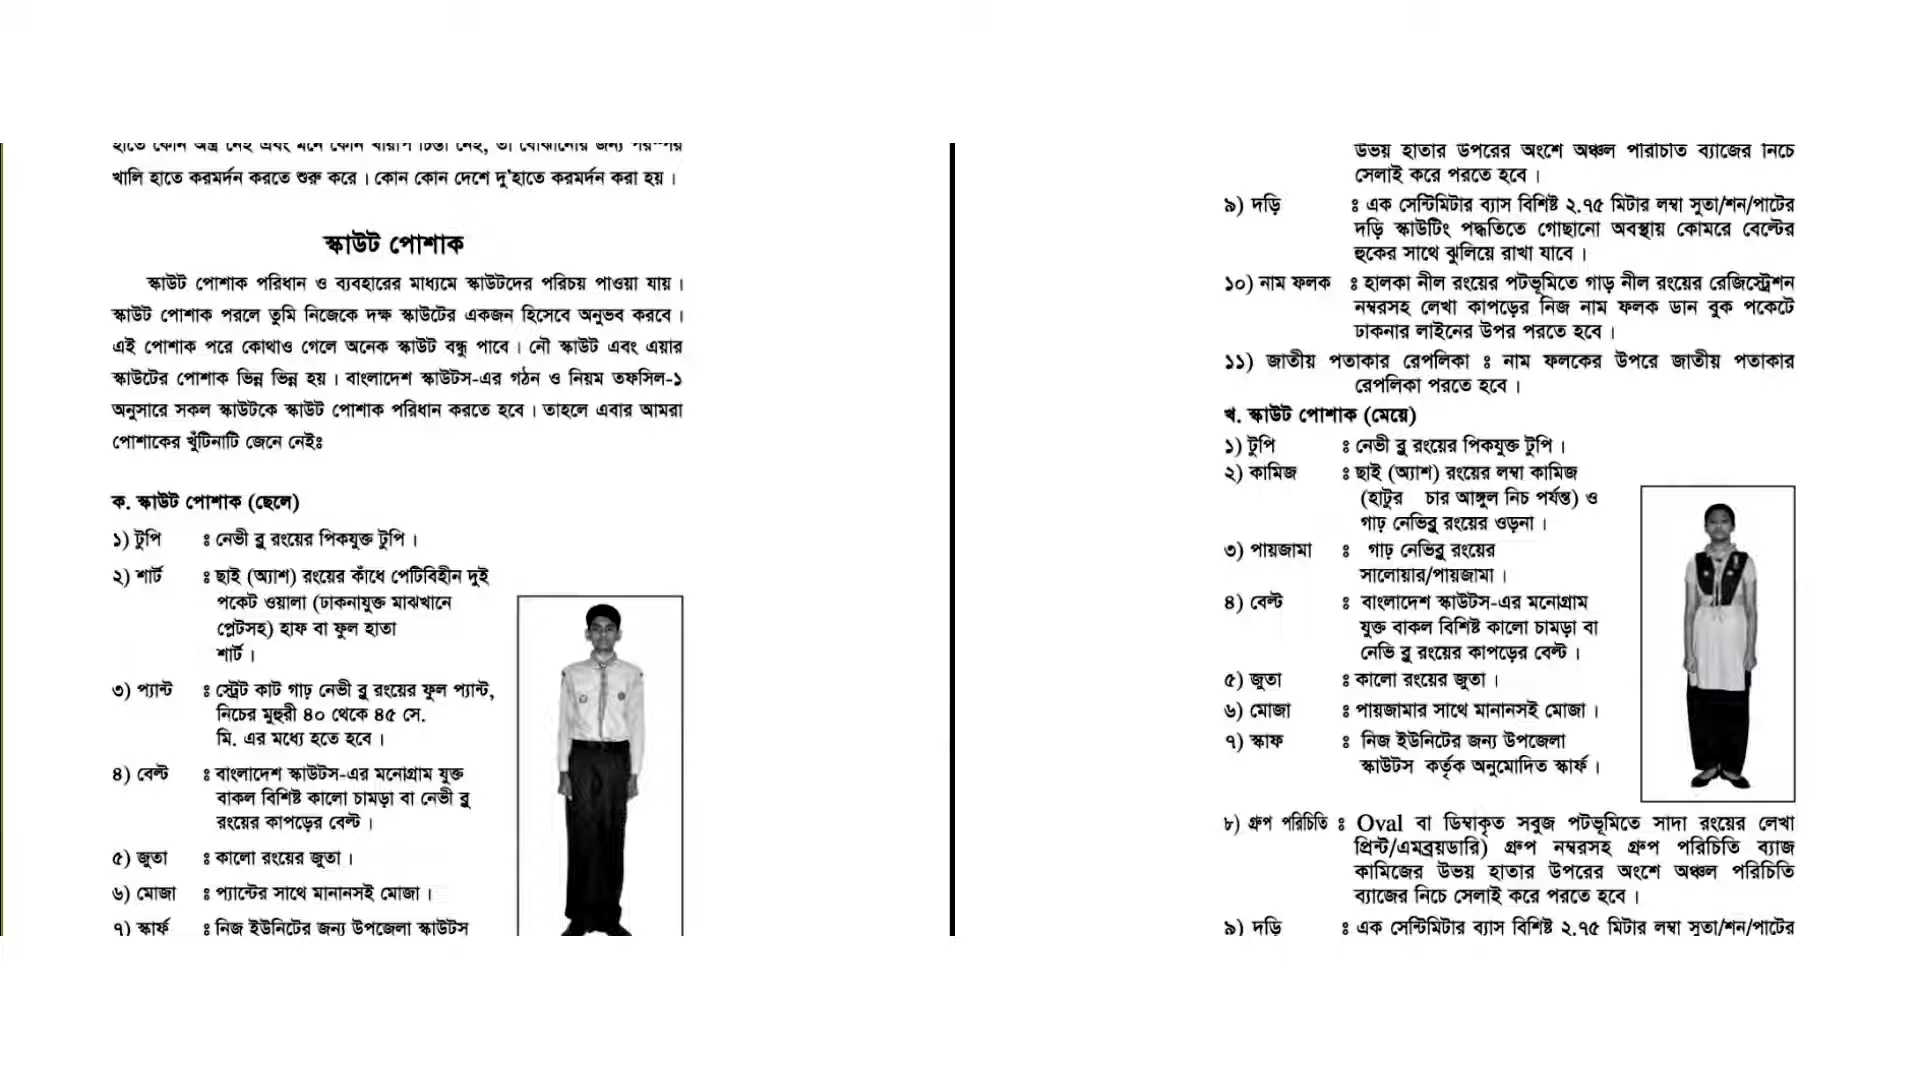 হাতে কোন অস্ত্র নেই এবং মনে কোন খারাপ চিন্তা নেই, তা বোঝানোর জন্য পরস্পর
খালি হাতে করমর্দন করতে শুরু করে। কোন কোন দেশে দু'হাতে করমর্দন করা হয়।
স্কাউট পোশাক
স্কাউট পোশাক পরিধান ও ব্যবহারের মাধ্যমে স্কাউটদের পরিচয় পাওয়া যায়।
স্কাউট পোশাক পরলে তুমি নিজেকে দক্ষ স্কাউটের একজন হিসেবে অনুভব করবে।
এই পোশাক পরে কোথাও গেলে অনেক স্কাউট বন্ধু পাবে। নৌ স্কাউট এবং এয়ার
স্কাউটের পোশাক ভিন্ন ভিন্ন হয়। বাংলাদেশ স্কাউটস-এর গঠন ও নিয়ম তফসিল-১
অনুসারে সকল স্কাউটকে স্কাউট পোশাক পরিধান করতে হবে। তাহলে এবার আমরা
পোশাকের খুঁটিনাটি জেনে নেইঃ
ক. স্কাউট পোশাক (ছেলে)
১) টুপি ঃ নেভী ব্লু রংয়ের পিকযুক্ত টুপি।
২) শার্ট ঃ ছাই (অ্যাশ) রংয়ের কাঁধে পেটিবিহীন দুই
পকেট ওয়ালা (ঢাকনাযুক্ত মাঝখানে
প্লেটসহ) হাফ বা ফুল হাতা
শার্ট।
৩) প্যান্ট ঃ স্ট্রেট কাট গাঢ় নেভী ব্লু রংয়ের ফুল প্যান্ট,
নিচের মুহুরী ৪০ থেকে ৪৫ সে.
মি. এর মধ্যে হতে হবে।
৪) বেল্ট ঃ বাংলাদেশ স্কাউটস-এর মনোগ্রাম যুক্ত
বাকল বিশিষ্ট কালো চামড়া বা নেভী ব্লু
রংয়ের কাপড়ের বেল্ট।
৫) জুতা ঃ কালো রংয়ের জুতা।
৬) মোজা ঃ প্যান্টের সাথে মানানসই মোজা।
৭) স্কার্ফ ঃ নিজ ইউনিটের জন্য উপজেলা স্কাউটস
উভয় হাতার উপরের অংশে অঞ্চল পরিচিতি ব্যাজের নিচে
সেলাই করে পরতে হবে।
৯) দড়ি ঃ এক সেন্টিমিটার ব্যাস বিশিষ্ট ২.৭৫ মিটার লম্বা সুতা/শন/পাটের
দড়ি স্কাউটিং পদ্ধতিতে গোছানো অবস্থায় কোমরে বেল্টের
হুকের সাথে ঝুলিয়ে রাখা যাবে।
১০) নাম ফলক ঃ হালকা নীল রংয়ের পটভূমিতে গাড় নীল রংয়ের রেজিস্ট্রেশন
নম্বরসহ লেখা কাপড়ের নিজ নাম ফলক ডান বুক পকেটে
ঢাকনার লাইনের উপর পরতে হবে।
১১) জাতীয় পতাকার রেপলিকা ঃ নাম ফলকের উপরে জাতীয় পতাকার
রেপলিকা পরতে হবে।
খ. স্কাউট পোশাক (মেয়ে)
১) টুপি ঃ নেভী ব্লু রংয়ের পিকযুক্ত টুপি।
২) কামিজ ঃ ছাই (অ্যাশ) রংয়ের লম্বা কামিজ
(হাটুর চার আঙ্গুল নিচ পর্যন্ত) ও
গাঢ় নেভিব্লু রংয়ের ওড়না।
৩) পায়জামা ঃ গাঢ় নেভিব্লু রংয়ের
সালোয়ার/পায়জামা।
৪) বেল্ট ঃ বাংলাদেশ স্কাউটস-এর মনোগ্রাম
যুক্ত বাকল বিশিষ্ট কালো চামড়া বা
নেভি ব্লু রংয়ের কাপড়ের বেল্ট।
৫) জুতা ঃ কালো রংয়ের জুতা।
৬) মোজা ঃ পায়জামার সাথে মানানসই মোজা।
৭) স্কাফ ঃ নিজ ইউনিটের জন্য উপজেলা
স্কাউটস কর্তৃক অনুমোদিত স্কার্ফ।
৮) গ্রুপ পরিচিতি ঃ Oval বা ডিম্বাকৃত সবুজ পটভূমিতে সাদা রংয়ের লেখা
প্রিন্ট/এমব্রয়ডারি) গ্রুপ নম্বরসহ গ্রুপ পরিচিতি ব্যাজ
কামিজের উভয় হাতার উপরের অংশে অঞ্চল পরিচিতি
ব্যাজের নিচে সেলাই করে পরতে হবে।
৯) দড়ি ঃ এক সেন্টিমিটার ব্যাস বিশিষ্ট ২.৭৫ মিটার লম্বা সুতা/শন/পাটের